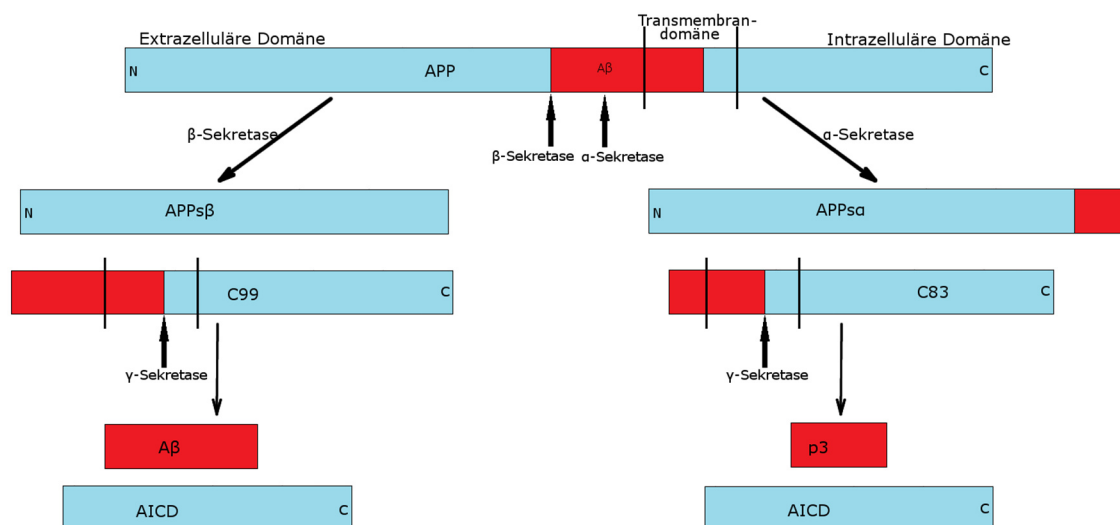 Transmembran-
domäne
Extrazelluläre Domäne
Intrazelluläre Domäne
N
APP
Aβ
C
β-Sekretase
β-Sekretase
α-Sekretase
α-Sekretase
N
APPsβ
N
APPsα
C99
C
C83
C
γ-Sekretase
γ-Sekretase
Aβ
p3
AICD
C
AICD
C